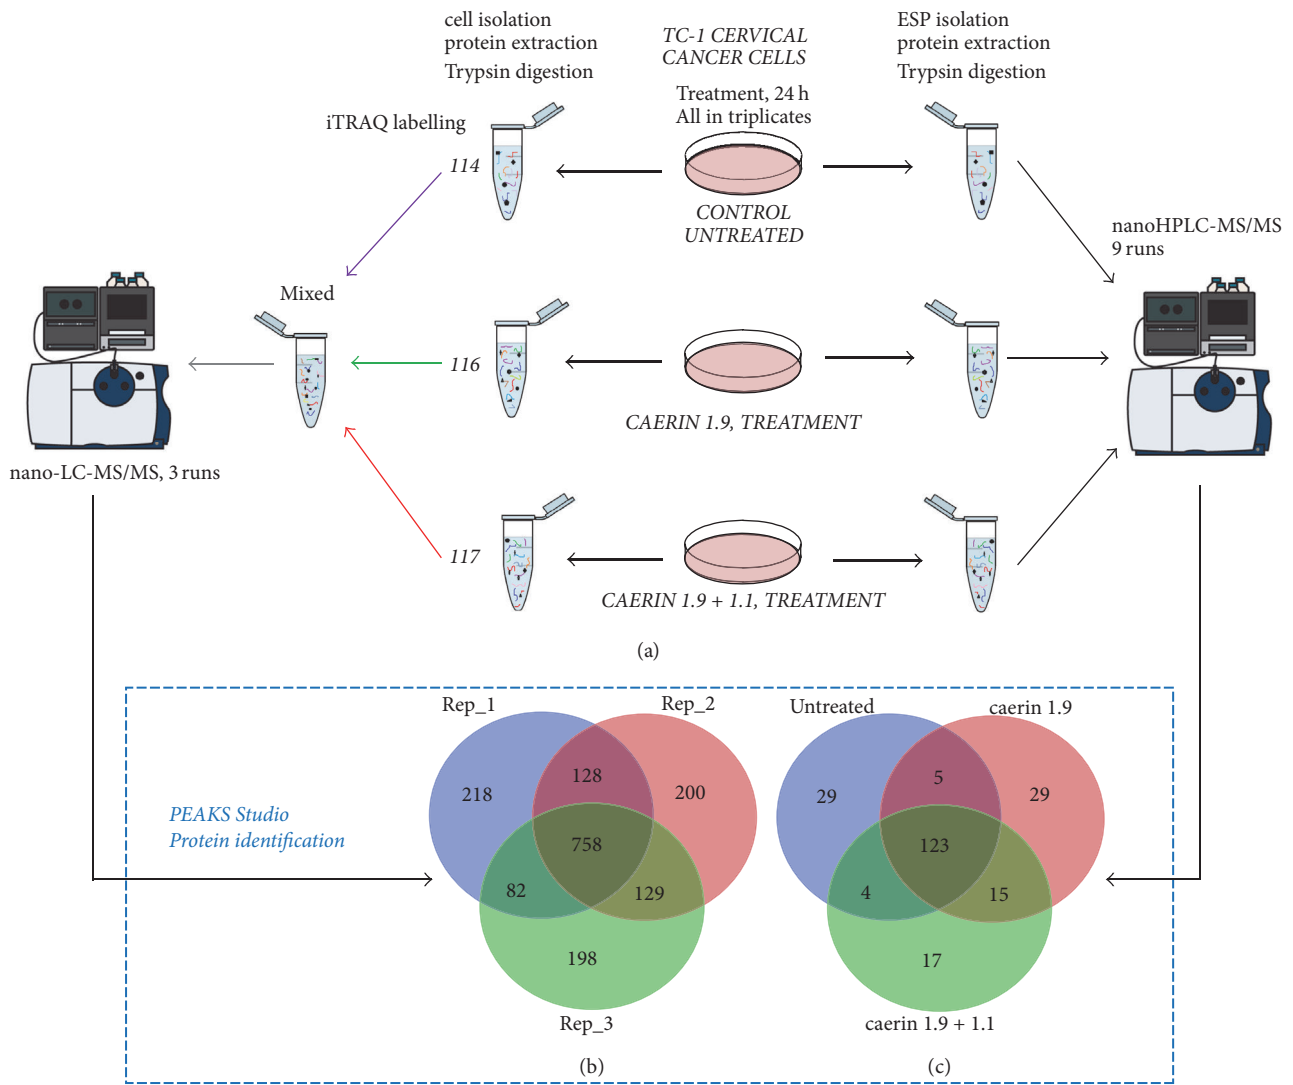 cell isolation
protein extraction
Trypsin digestion
TC-1 CERVICAL
CANCER CELLS
Treatment, 24 h
All in triplicates
ESP isolation
protein extraction
Trypsin digestion
iTRAQ labelling
114
CONTROL
UNTREATED
nanoHPLC-MS/MS
9 runs
Mixed
116
CAERIN 1.9, TREATMENT
nano-LC-MS/MS, 3 runs
117
CAERIN 1.9 + 1.1, TREATMENT
(a)
PEAKS Studio
Protein identification
Rep_1
Rep_2
218
128
200
758
82
129
198
Rep_3
(b)
Untreated
caerin 1.9
29
5
29
123
4
15
17
caerin 1.9 + 1.1
(c)